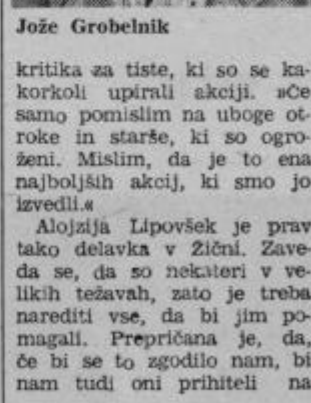 Jože Grobelnik
kritika za tiste, ki so se ka-
korkoli upirali akciji. »Če
samo pomislim na uboge ot-
roke in starše, ki so ogro-
ženi. Mislim, da je to ena
najboljših akcij, ki smo jo
izvedli.«
Alojzija Lipovšek je prav
tako delavka v Žični. Zave-
da se, da so nekateri v ve-
likih težavah, zato je treba
narediti vse, da bi jim po-
magali. Prepričana je, da,
če bi se to zgodilo nam, bi
nam tudi oni prihiteli na